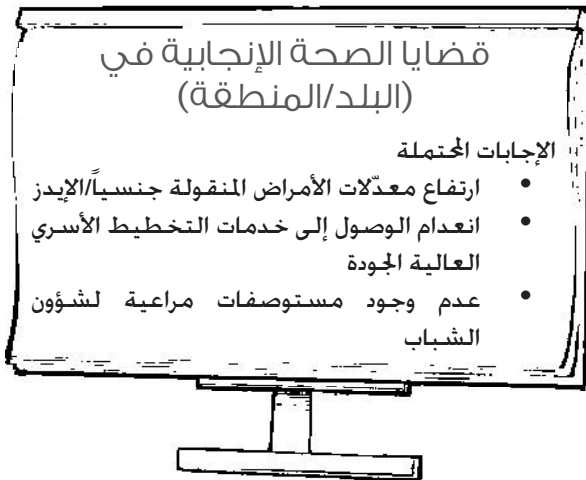 قضايا الصحة الإنجابية في
(البلد/المنطقة)
الإجابات المحتملة
• ارتفاع معدّلات الأمراض المنقولة جنسياً/الإيدز
• انعدام الوصول إلى خدمات التخطيط الأسري
العالية الجودة
• عدم وجود مستوصفات مراعية لشؤون
الشباب